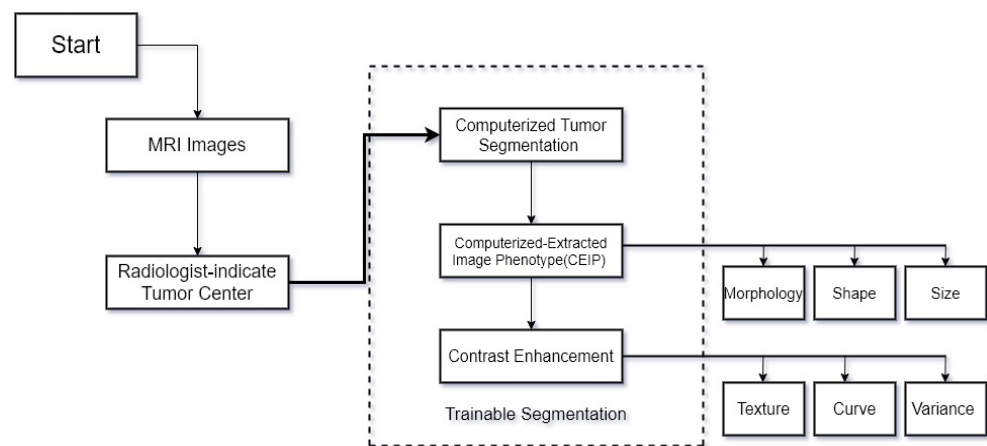 Start
MRI Images
Radiologist-indicate
Tumor Center
Computerized Tumor
Segmentation
Computerized-Extracted
Image Phenotype(CEIP)
Contrast Enhancement
Trainable Segmentation
Morphology
Shape
Size
Texture
Curve
Variance